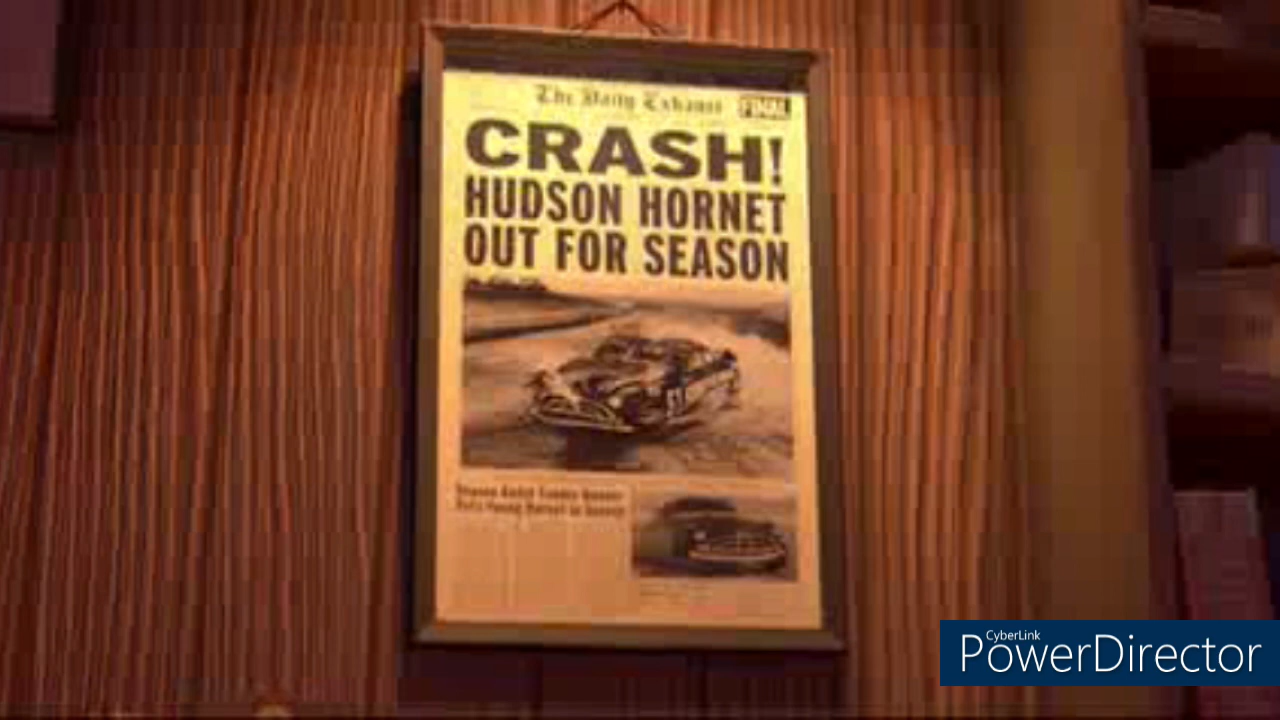 The Daily Exhaust FINAL
CRASH!
HUDSON HORNET
OUT FOR SEASON
CyberLink
PowerDirector